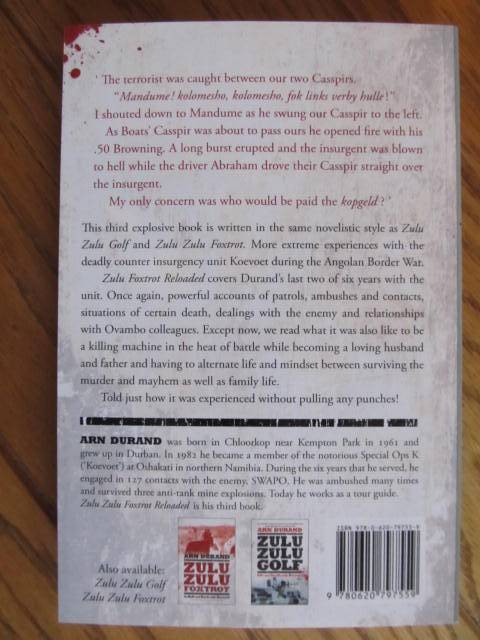 ‘ The terrorist was caught between our two Casspirs.
“Mandume! kolomesho, kolomesho, fok links verby hulle!”
I shouted down to Mandume as he swung our Casspir to the left.
As Boats’ Casspir was about to pass ours he opened fire with his
.50 Browning. A long burst erupted and the insurgent was blown
to hell while the driver Abraham drove their Casspir straight over
the insurgent.
My only concern was who would be paid the kopgeld? ’
This third explosive book is written in the same novelistic style as Zulu
Zulu Golf and Zulu Zulu Foxtrot. More extreme experiences with the
deadly counter insurgency unit Koevoet during the Angolan Border War.
Zulu Foxtrot Reloaded covers Durand’s last two of six years with the
unit. Once again, powerful accounts of patrols, ambushes and contacts,
situations of certain death, dealings with the enemy and relationships
with Ovambo colleagues. Except now, we read what it was also like to be
a killing machine in the heat of battle while becoming a loving husband
and father and having to alternate life and mindset between surviving the
murder and mayhem as well as family life.
Told just how it was experienced without pulling any punches!
ARN DURAND was born in Chloorkop near Kempton Park in 1961 and
grew up in Durban. In 1982 he became a member of the notorious Special Ops K
(‘Koevoet’) at Oshakati in northern Namibia. During the six years that he served, he
engaged in 127 contacts with the enemy, SWAPO. He was ambushed many times
and survived three anti-tank mine explosions. Today he works as a tour guide.
Zulu Zulu Foxtrot Reloaded is his third book.
Also available:
Zulu Zulu Golf
Zulu Zulu Foxtrot
ARN DURAND
ZULU
ZULU
FOXTROT
ARN DURAND
ZULU
ZULU
GOLF
ISBN 978-0-620-79755-9
9 780620 797559